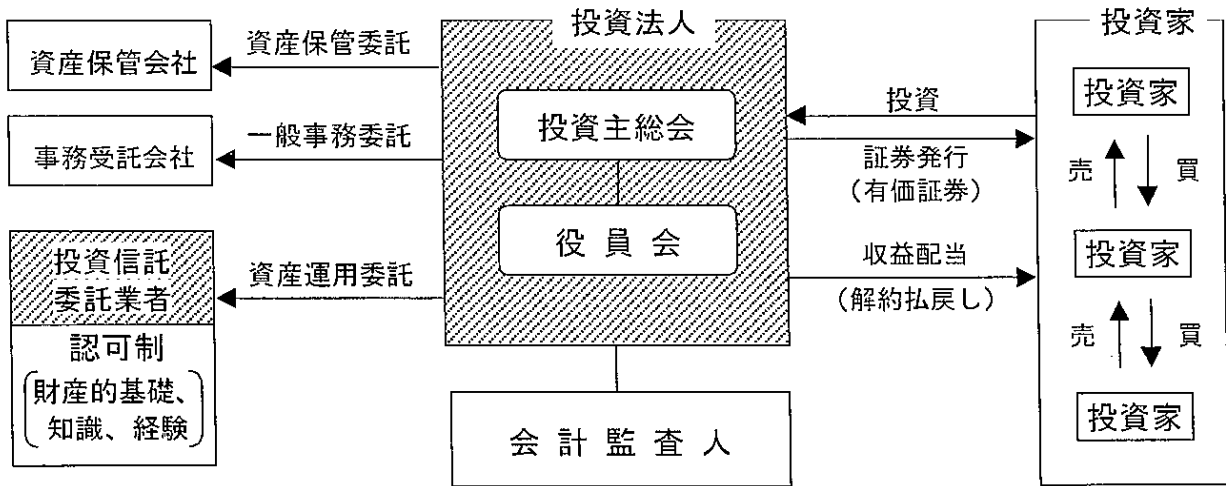 資産保管会社
資産保管委託
事務受託会社
一般事務委託
投資信託
委託業者
認可制
財産的基礎、
知識、経験
資産運用委託
投資法人
投資主総会
役員会
会計監査人
投資
証券発行
（有価証券）
収益配当
（解約払戻し）
投資家
投資家
売
買
投資家
売
買
投資家